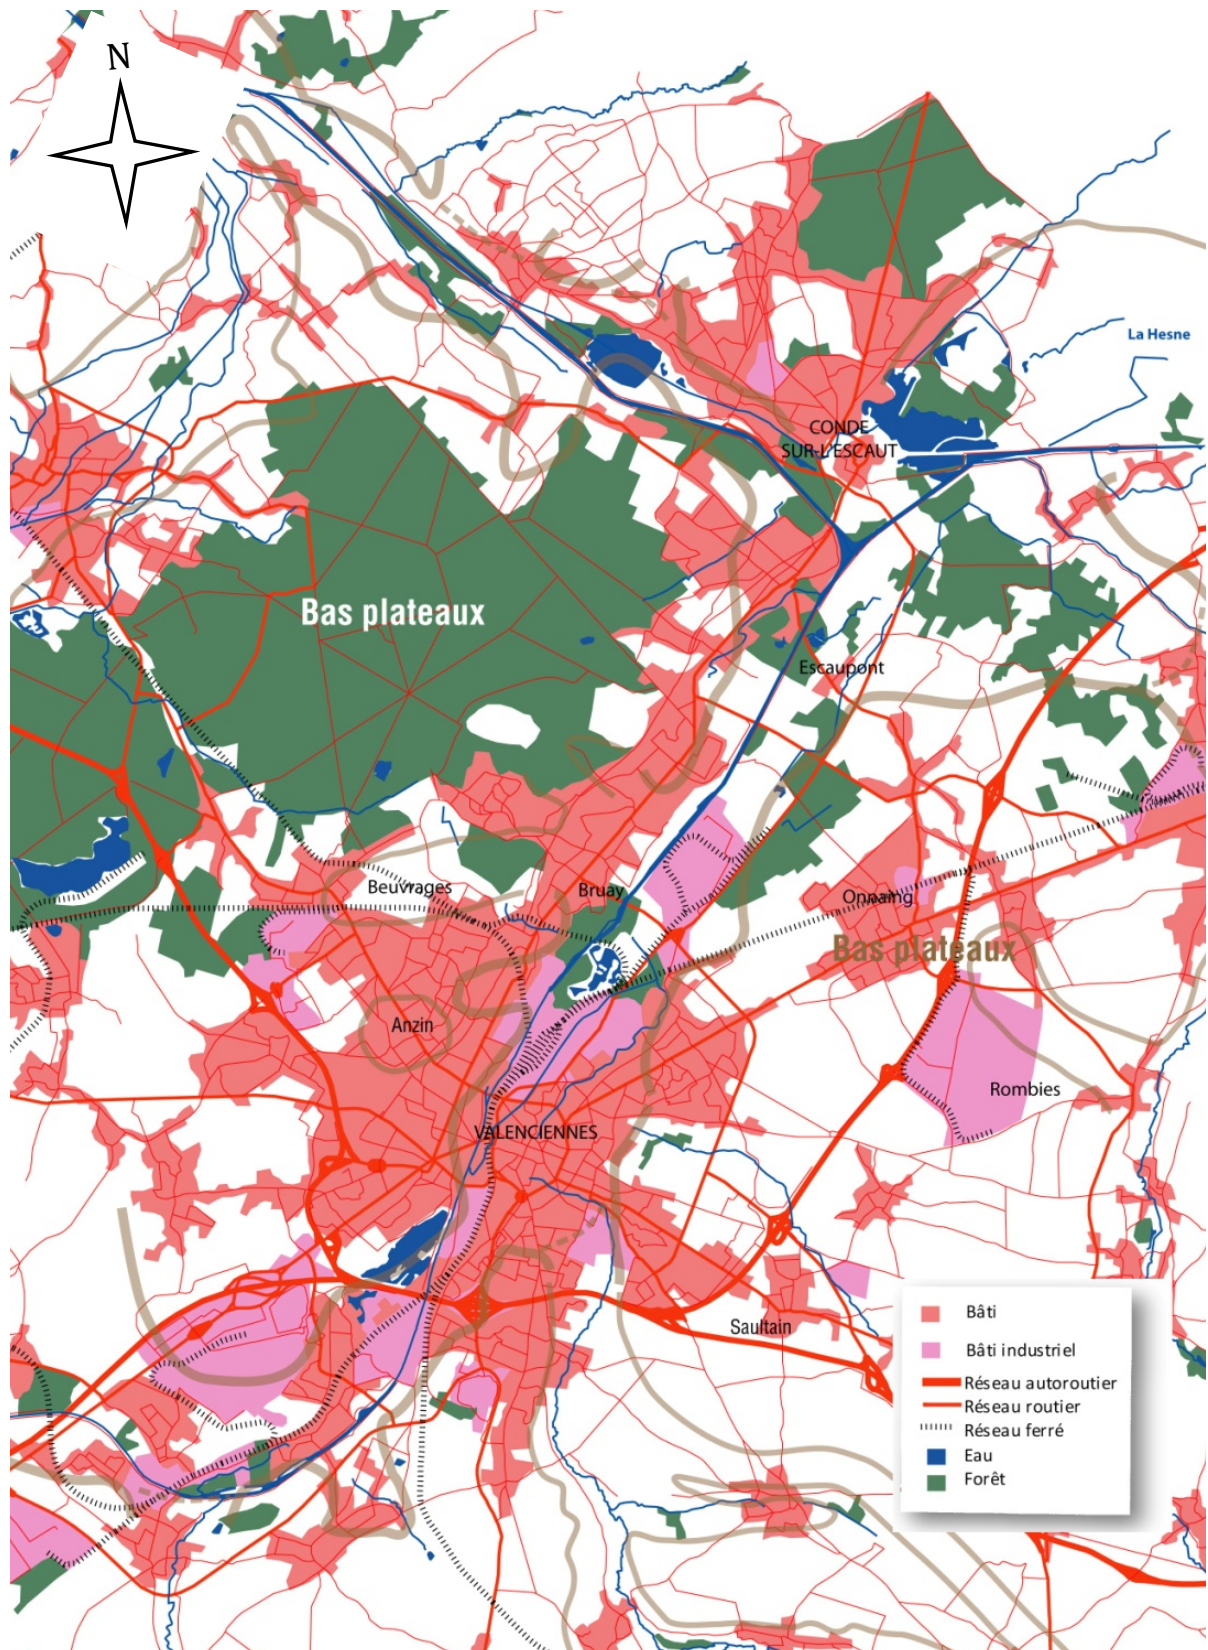 N
La Hesne
CONDE
SUR-L'ESCAUT
Bas plateaux
Escaupont
Beuvrages
Bruay
Onnaing
Bas plateaux
Anzin
Rombies
VALENCIENNES
Saultain
Bâti
Bâti industriel
Réseau autoroutier
Réseau routier
Réseau ferré
Eau
Forêt